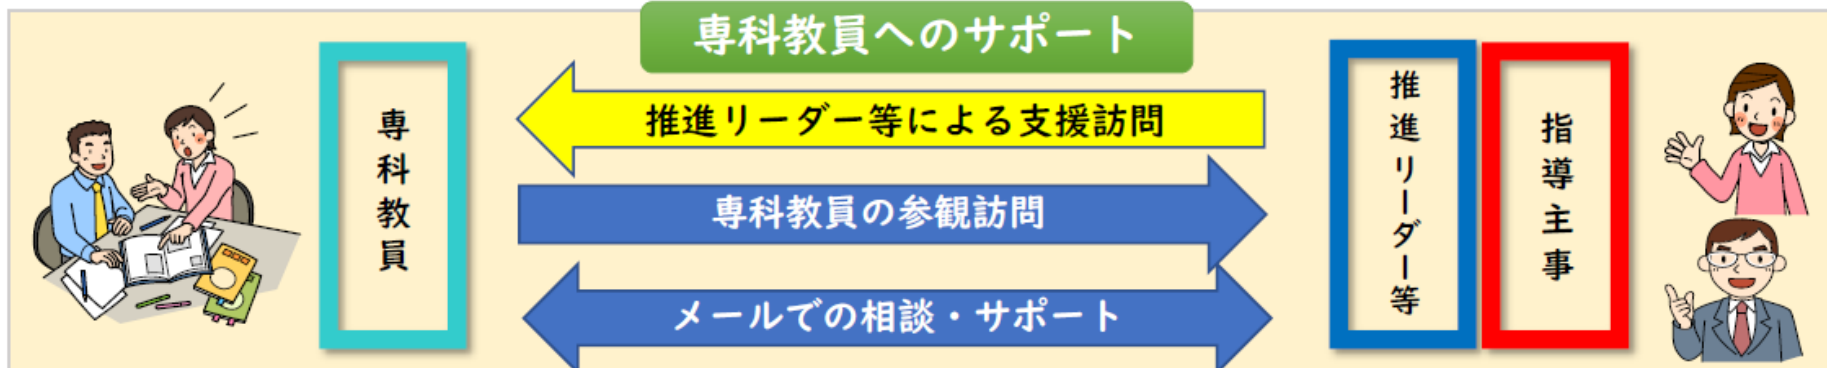 専科教員へのサポート
専科教員
推進リーダー等による支援訪問
専科教員の参観訪問
メールでの相談・サポート
推進リーダー等
指導主事